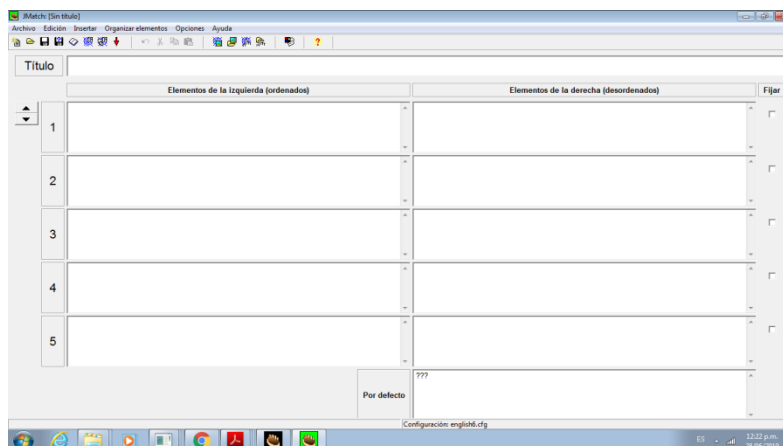 JMatch: [Sin título]
Archivo Edición Insertar Organizar elementos Opciones Ayuda
Título
Elementos de la izquierda (ordenados) Elementos de la derecha (desordenados) Fijar
1
2
3
4
5
Por defecto ???
Configuración: english6.cfg
ES 12:22 p.m.